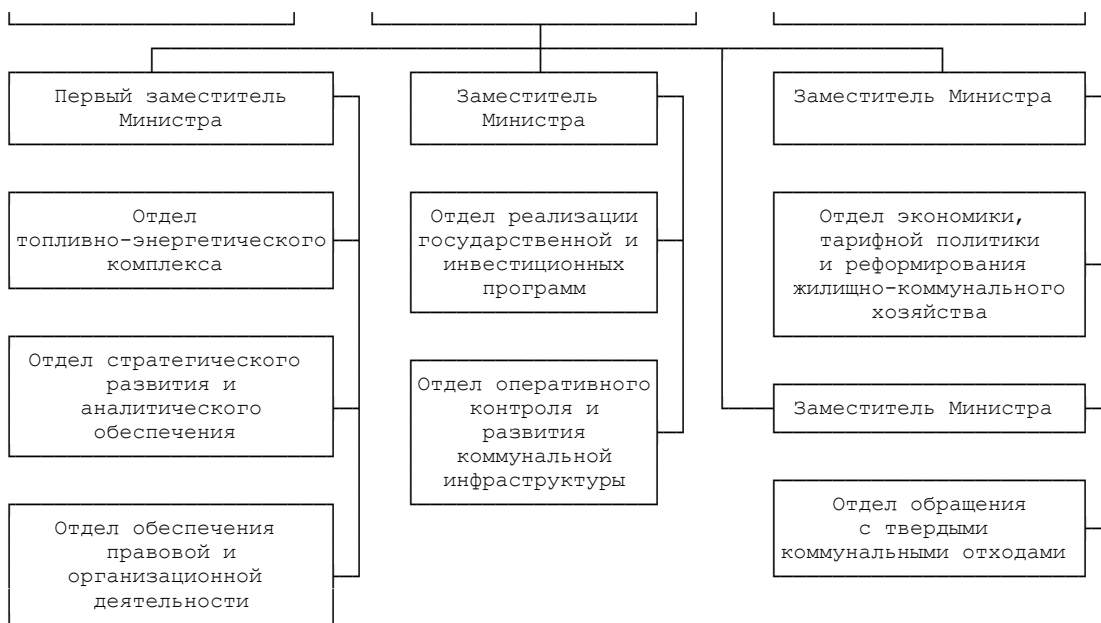 Первый заместитель
Министра
Заместитель
Министра
Заместитель Министра
Отдел
топливно-энергетического
комплекса
Отдел реализации
государственной и
инвестиционных
программ
Отдел экономики,
тарифной политики
и реформирования
жилищно-коммунального
хозяйства
Отдел стратегического
развития и
аналитического
обеспечения
Отдел оперативного
контроля и
развития
коммунальной
инфраструктуры
Заместитель Министра
Отдел обеспечения
правовой и
организационной
деятельности
Отдел обращения
с твердыми
коммунальными отходами